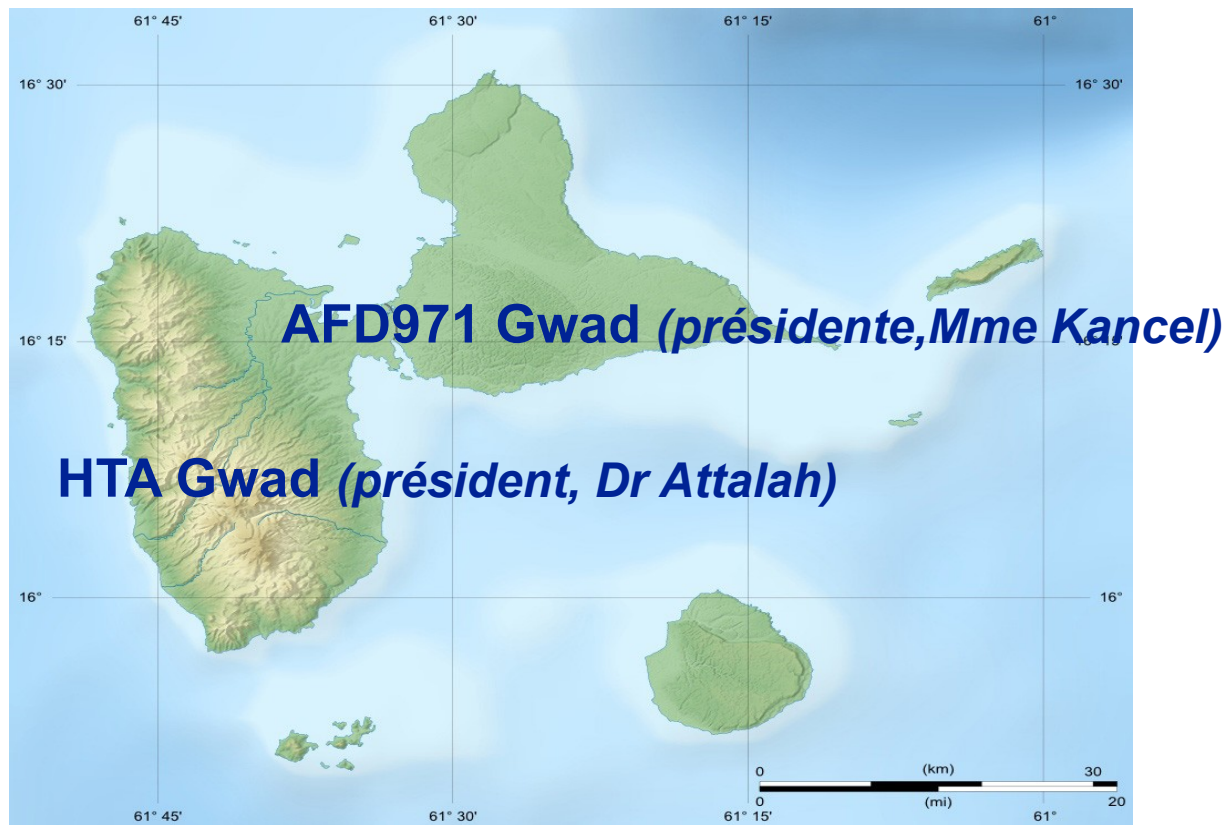 61° 45' 61° 30' 61° 15' 61°
16° 30' 16° 30'
AFD971 Gwad (présidente,Mme Kancel)
16° 15' 16° 15'
HTA Gwad (président, Dr Attalah)
16° 16°
0 (km) 30
0 (mi) 20
61° 45' 61° 30' 61° 15' 61°